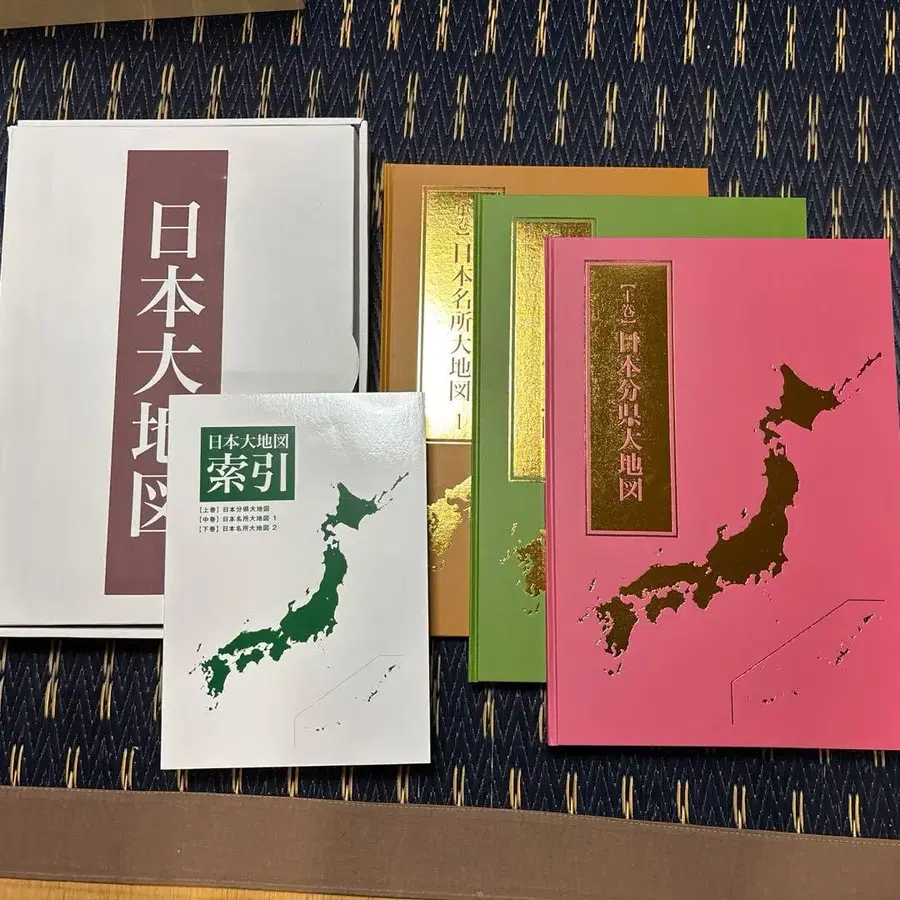 日本大地図
日本大地図
索引
【上巻】日本分県大地図
【中巻】日本名所大地図 1
【下巻】日本名所大地図 2
【中巻】日本名所大地図 1
【上巻】日本分県大地図